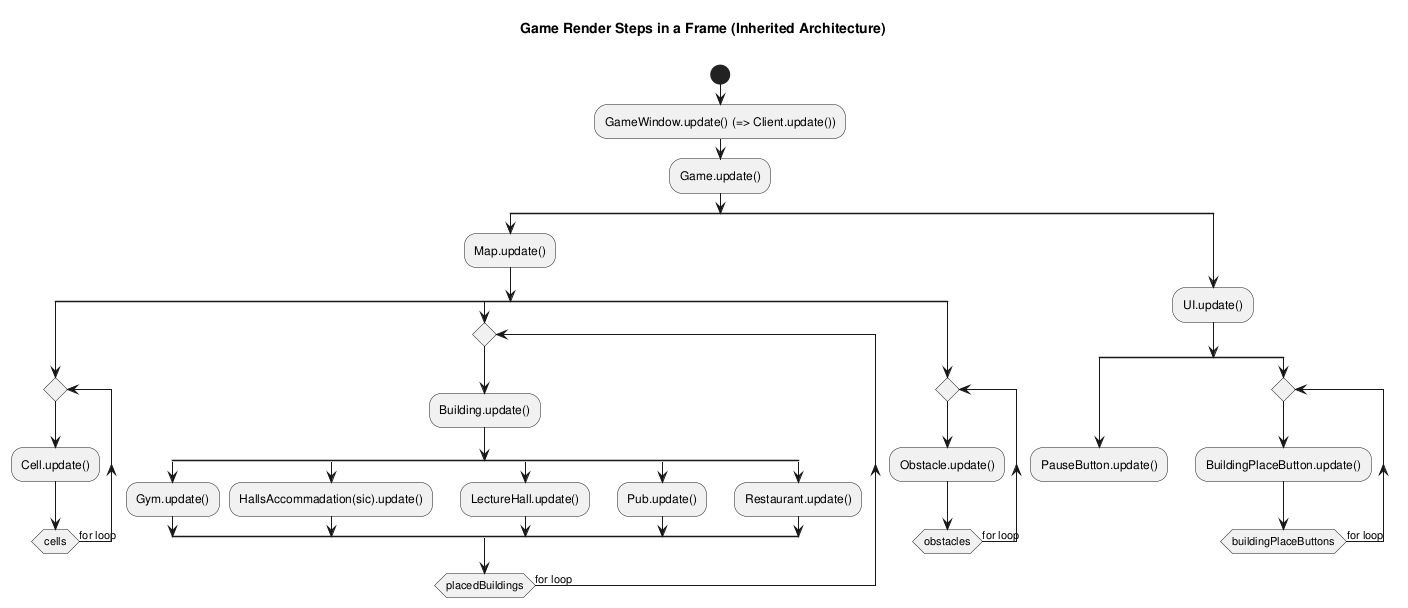 Game Render Steps in a Frame (Inherited Architecture)
GameWindow.update() (=> Client.update())
Game.update()
Map.update()
UI.update()
Building.update()
Cell.update()
Obstacle.update()
PauseButton.update()
BuildingPlaceButton.update()
Gym.update()
HallsAccommadation(sic).update()
LectureHall.update()
Pub.update()
Restaurant.update()
cells
for loop
obstacles
for loop
buildingPlaceButtons
for loop
placedBuildings
for loop